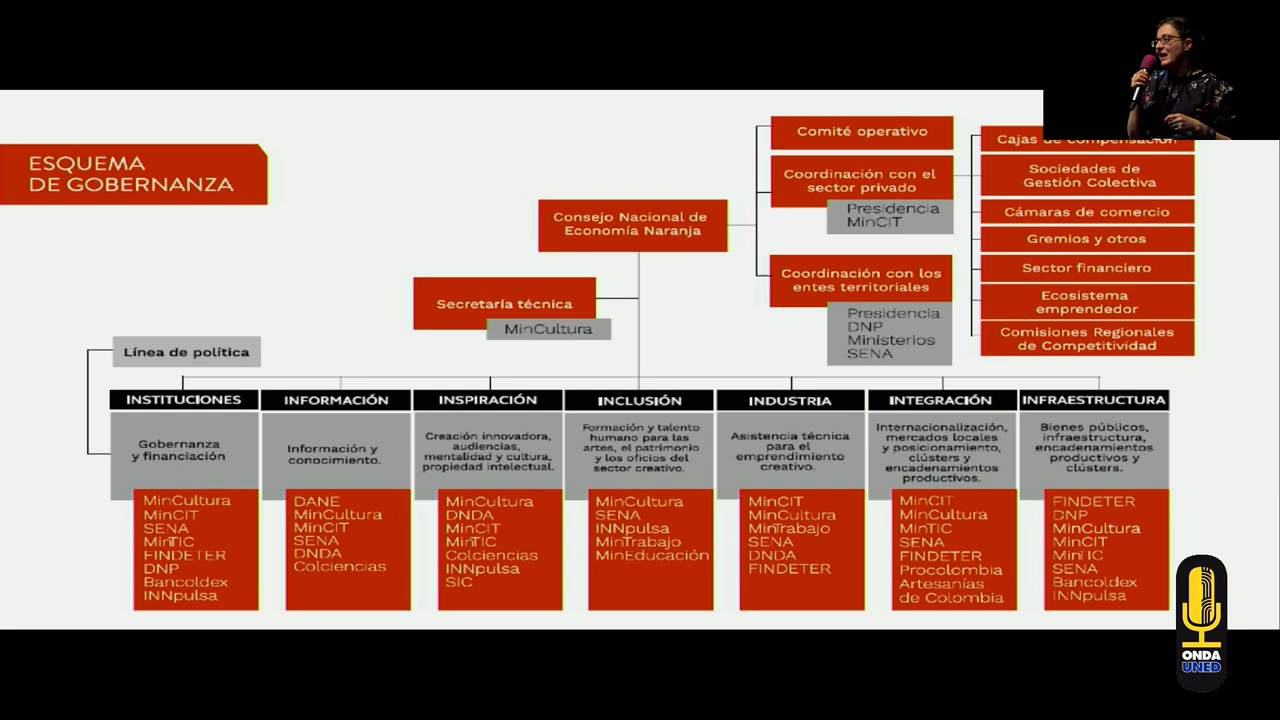 ESQUEMA
DE GOBERNANZA
Consejo Nacional de
Economía Naranja
Secretaría técnica
MinCultura
Comité operativo
Coordinación con el
sector privado
Presidencia
MinCIT
Coordinación con los
entes territoriales
Presidencia
DNP
Ministerios
SENA
Cajas de compensación
Sociedades de
Gestión Colectiva
Cámaras de comercio
Gremios y otros
Sector financiero
Ecosistema
emprendedor
Comisiones Regionales
de Competitividad
Línea de política
INSTITUCIONES
Gobernanza
y financiación
MinCultura
MinCIT
SENA
MinTIC
FINDETER
DNP
Bancoldex
INNpulsa
INFORMACIÓN
Información y
conocimiento.
DANE
MinCultura
MinCIT
SENA
DNDA
Colciencias
INSPIRACIÓN
Creación innovadora,
audiencias,
mentalidad y cultura,
propiedad intelectual.
MinCultura
DNDA
MinCIT
MinTIC
Colciencias
INNpulsa
SIC
INCLUSIÓN
Formación y talento
humano para las
artes, el patrimonio
y los oficios del
sector creativo.
MinCultura
SENA
INNpulsa
MinTrabajo
MinEducación
INDUSTRIA
Asistencia técnica
para el
emprendimiento
creativo.
MinCIT
MinCultura
MinTrabajo
SENA
DNDA
FINDETER
INTEGRACIÓN
Internacionalización,
mercados locales
y posicionamiento,
clústers y
encadenamientos
productivos.
MinCIT
MinCultura
MinTIC
SENA
FINDETER
Procolombia
Artesanías
de Colombia
INFRAESTRUCTURA
Bienes públicos,
infraestructura,
encadenamientos
productivos y
clústers.
FINDETER
DNP
MinCultura
MinCIT
MinTIC
SENA
Bancoldex
INNpulsa
ONDA
UNED